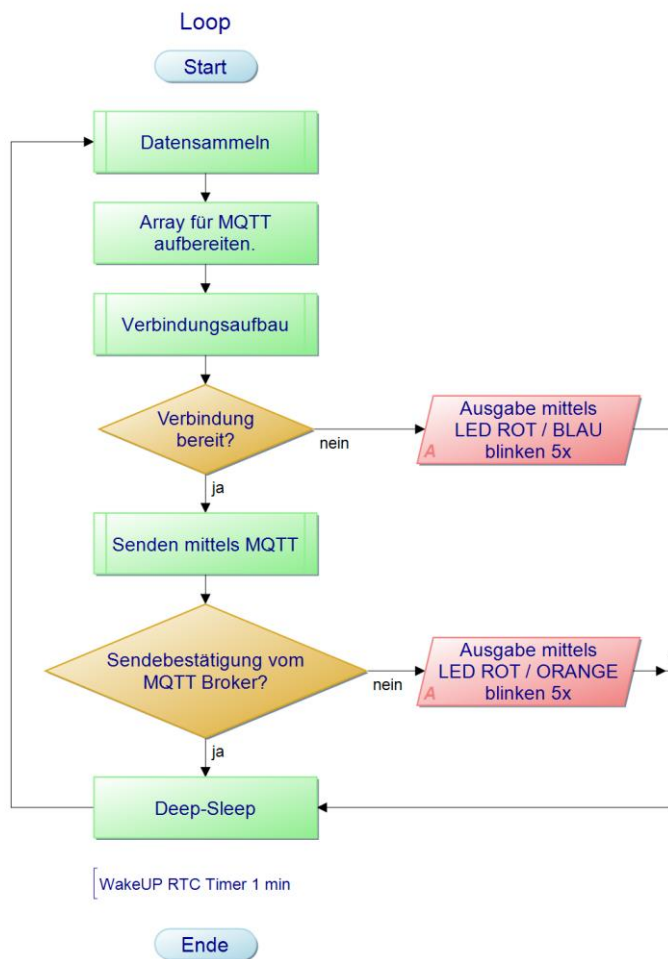 Loop
Start
Datensammeln
Array für MQTT
aufbereiten.
Verbindungsaufbau
Verbindung
bereit?
nein
Ausgabe mittels
LED ROT / BLAU
blinken 5x
A
ja
Senden mittels MQTT
Sendebestätigung vom
MQTT Broker?
nein
Ausgabe mittels
LED ROT / ORANGE
blinken 5x
A
ja
Deep-Sleep
WakeUP RTC Timer 1 min
Ende